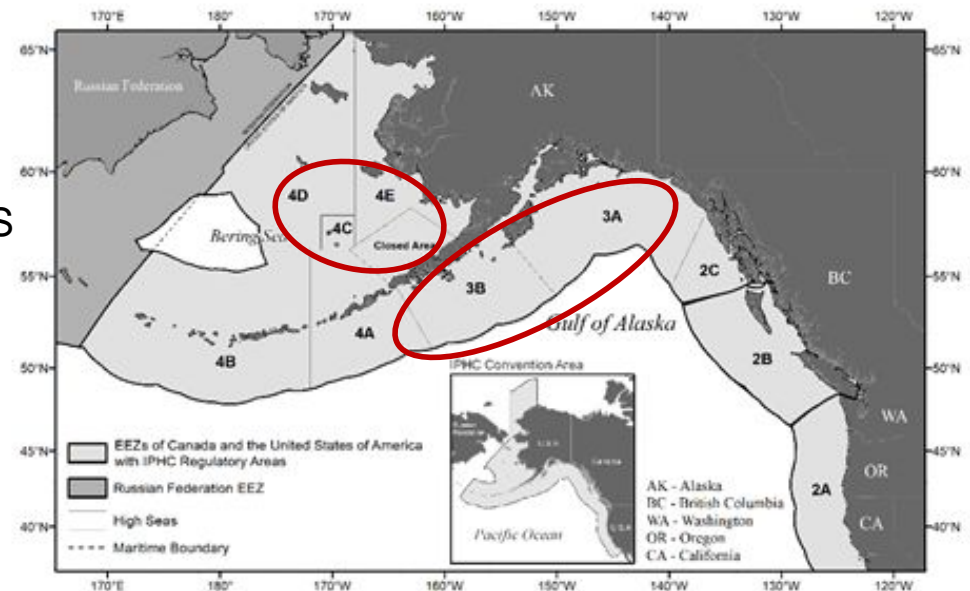 170°E 180° 170°W 160°W 150°W 140°W 130°W 120°W
65°N 65°N
Russian Federation
AK
60°N 60°N
S
4D 4E
3A
4C
Bering Sea
Closed Area
55°N 55°N
2C
BC
3B
Gulf of Alaska
4A
4B
2B
50°N 50°N
IPHC Convention Area
WA
EEZs of Canada and the United States of America
with IPHC Regulatory Areas
45°N 45°N
OR
Russian Federation EEZ
2A
AK - Alaska
BC - British Columbia
High Seas
WA - Washington
CA
Pacific Ocean
OR - Oregon
40°N 40°N
Maritime Boundary
CA - California
170°E 180° 170°W 160°W 150°W 140°W 130°W 120°W